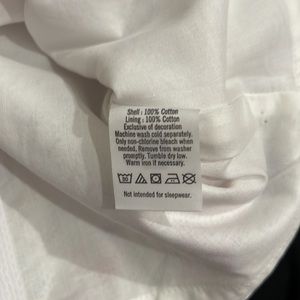 Shell : 100% Cotton
Lining : 100% Cotton
Exclusive of decoration
Machine wash cold separately.
Only non-chlorine bleach when
needed. Remove from washer
promptly. Tumble dry low.
Warm iron if necessary.
Not intended for sleepwear.